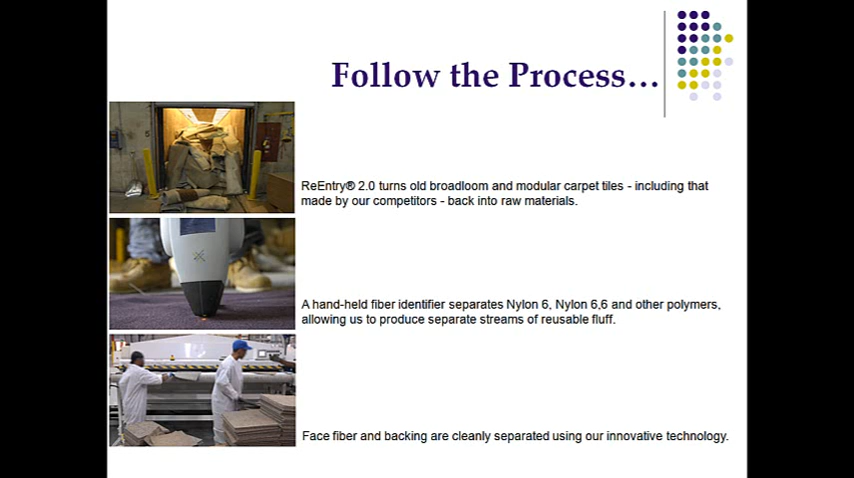 Follow the Process...
ReEntry® 2.0 turns old broadloom and modular carpet tiles - including that
made by our competitors - back into raw materials.
A hand-held fiber identifier separates Nylon 6, Nylon 6,6 and other polymers,
allowing us to produce separate streams of reusable fluff.
Face fiber and backing are cleanly separated using our innovative technology.